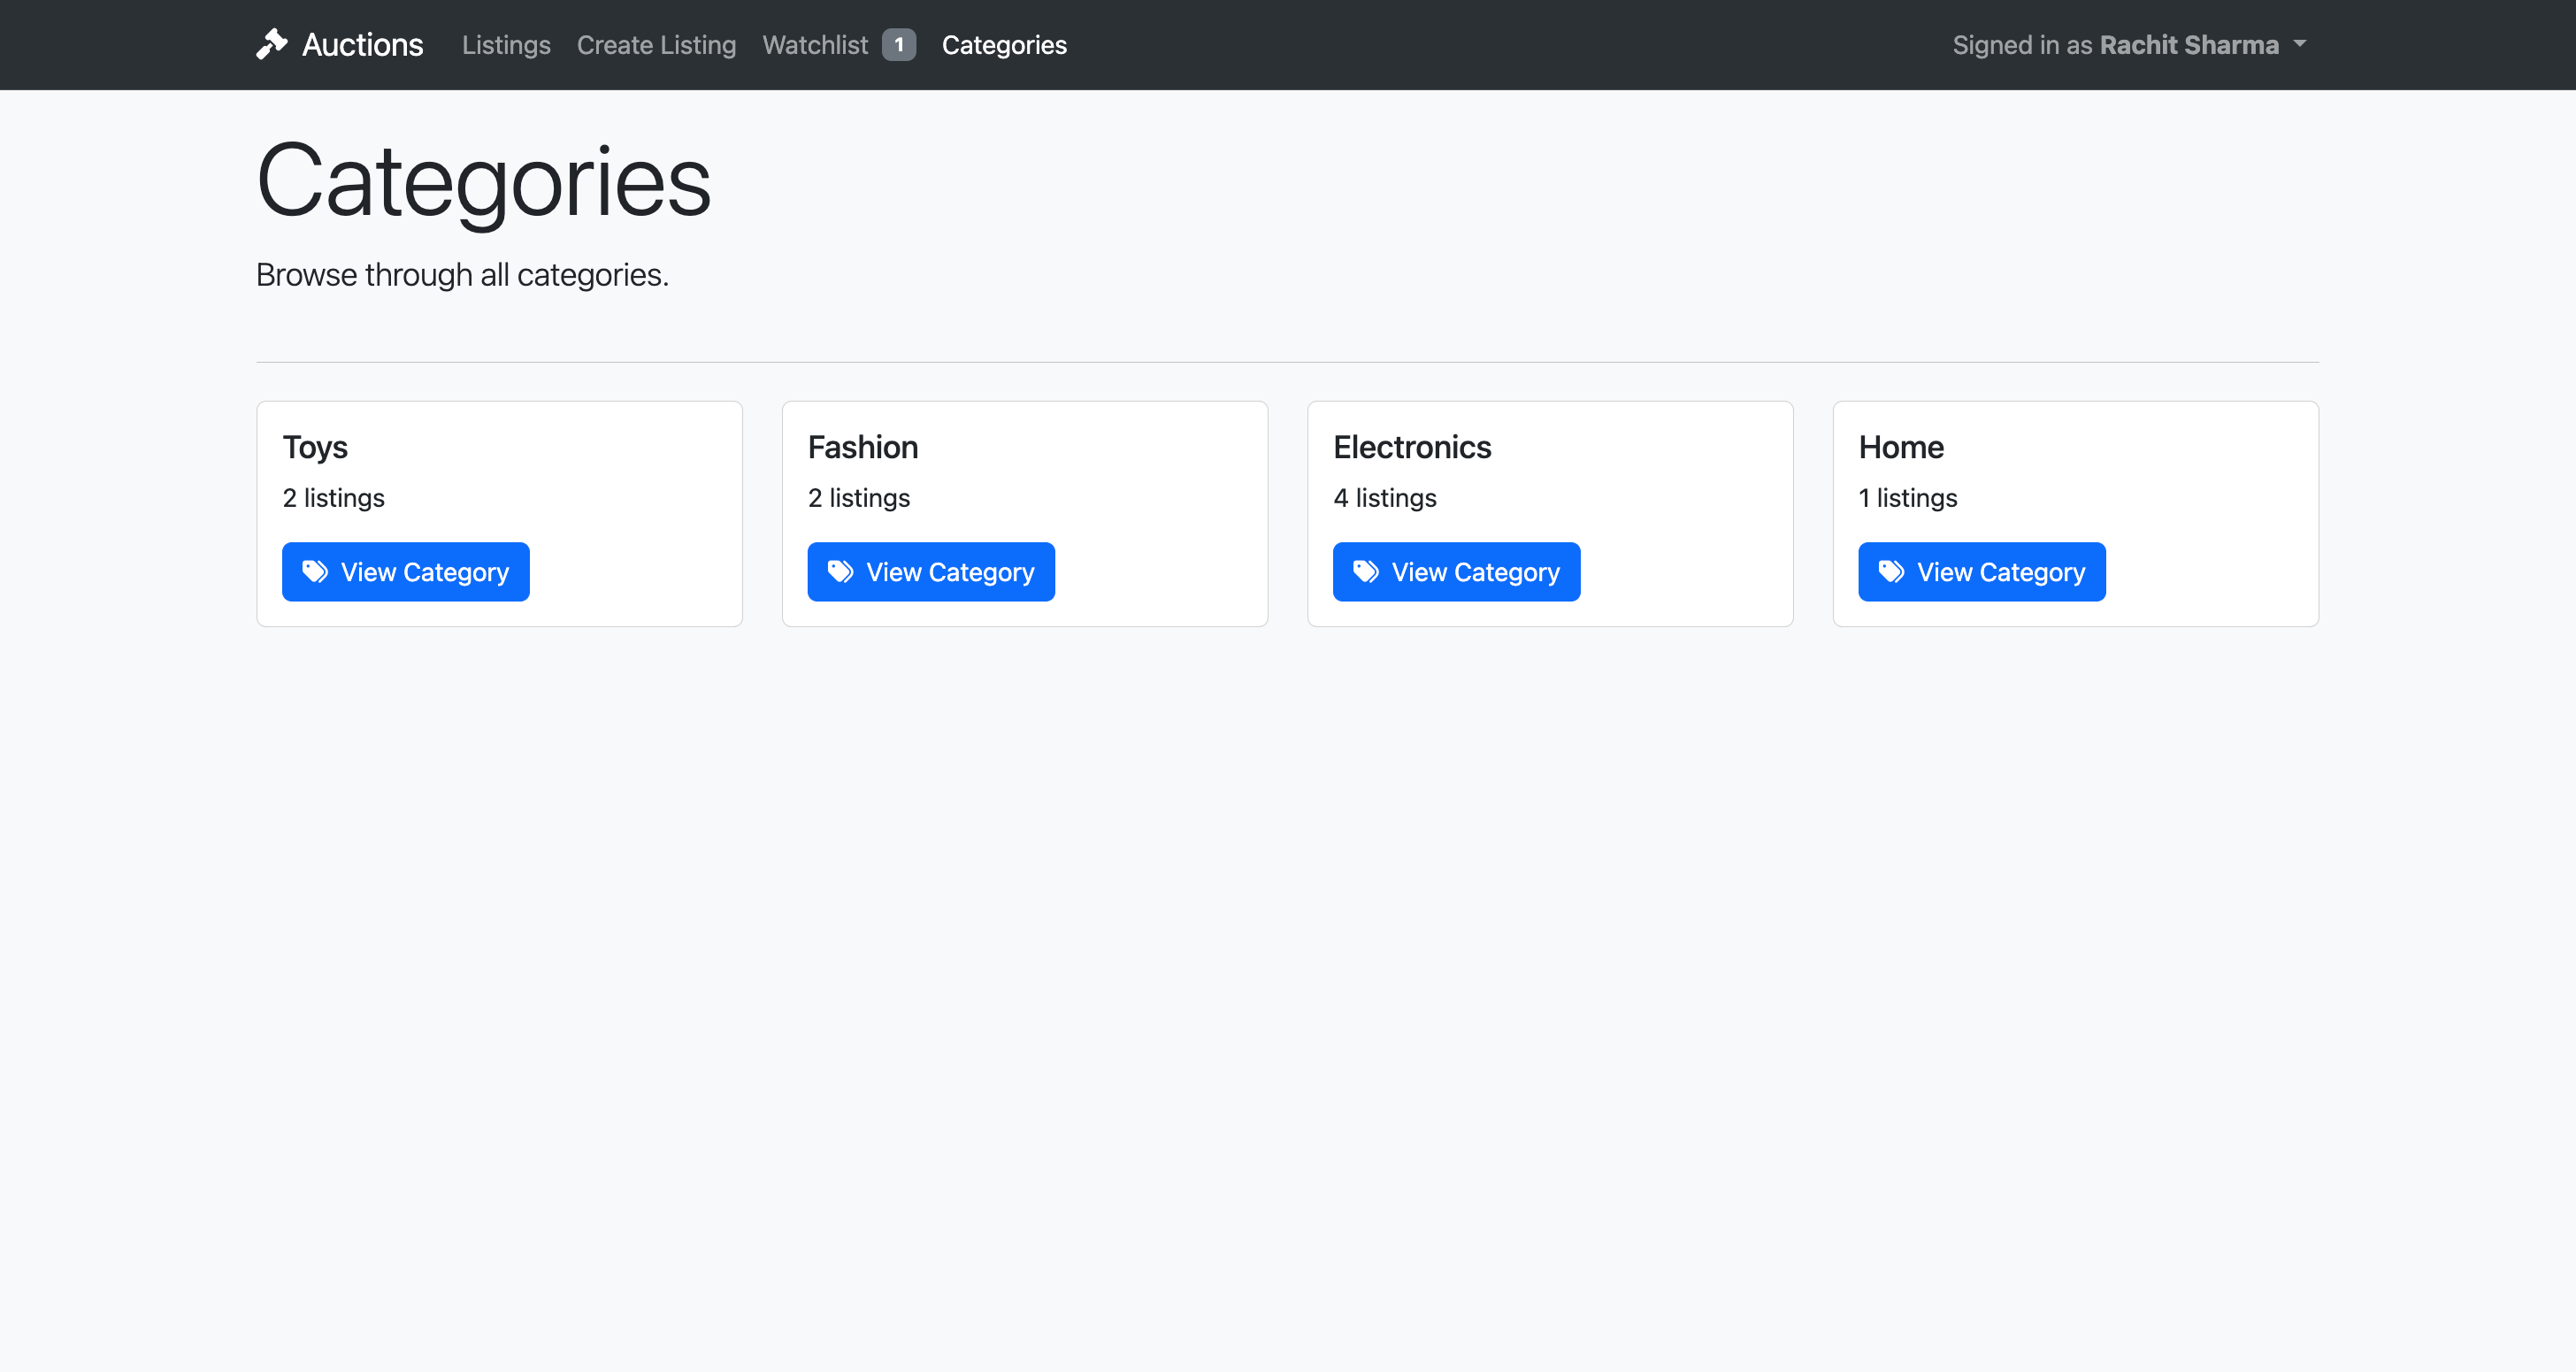 Auctions Listings Create Listing Watchlist 1 Categories Signed in as Rachit Sharma
Categories
Browse through all categories.
Toys
2 listings
View Category
Fashion
2 listings
View Category
Electronics
4 listings
View Category
Home
1 listings
View Category